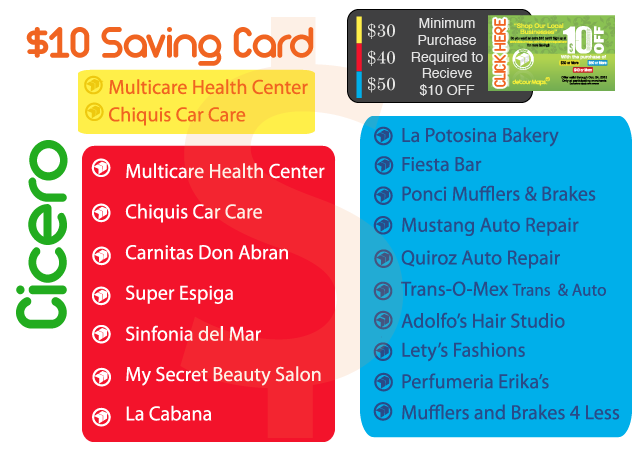 $10 Saving Card
$30
$40
$50
Minimum
Purchase
Required to
Recieve
$10 OFF
CLICK HERE
"Shop Our Local
Businesses"
$10 OFF
detourMaps
Multicare Health Center
Chiquis Car Care
Cicero
Multicare Health Center
Chiquis Car Care
Carnitas Don Abran
Super Espiga
Sinfonia del Mar
My Secret Beauty Salon
La Cabana
La Potosina Bakery
Fiesta Bar
Ponci Mufflers & Brakes
Mustang Auto Repair
Quiroz Auto Repair
Trans-O-Mex Trans & Auto
Adolfo's Hair Studio
Lety's Fashions
Perfumeria Erika's
Mufflers and Brakes 4 Less